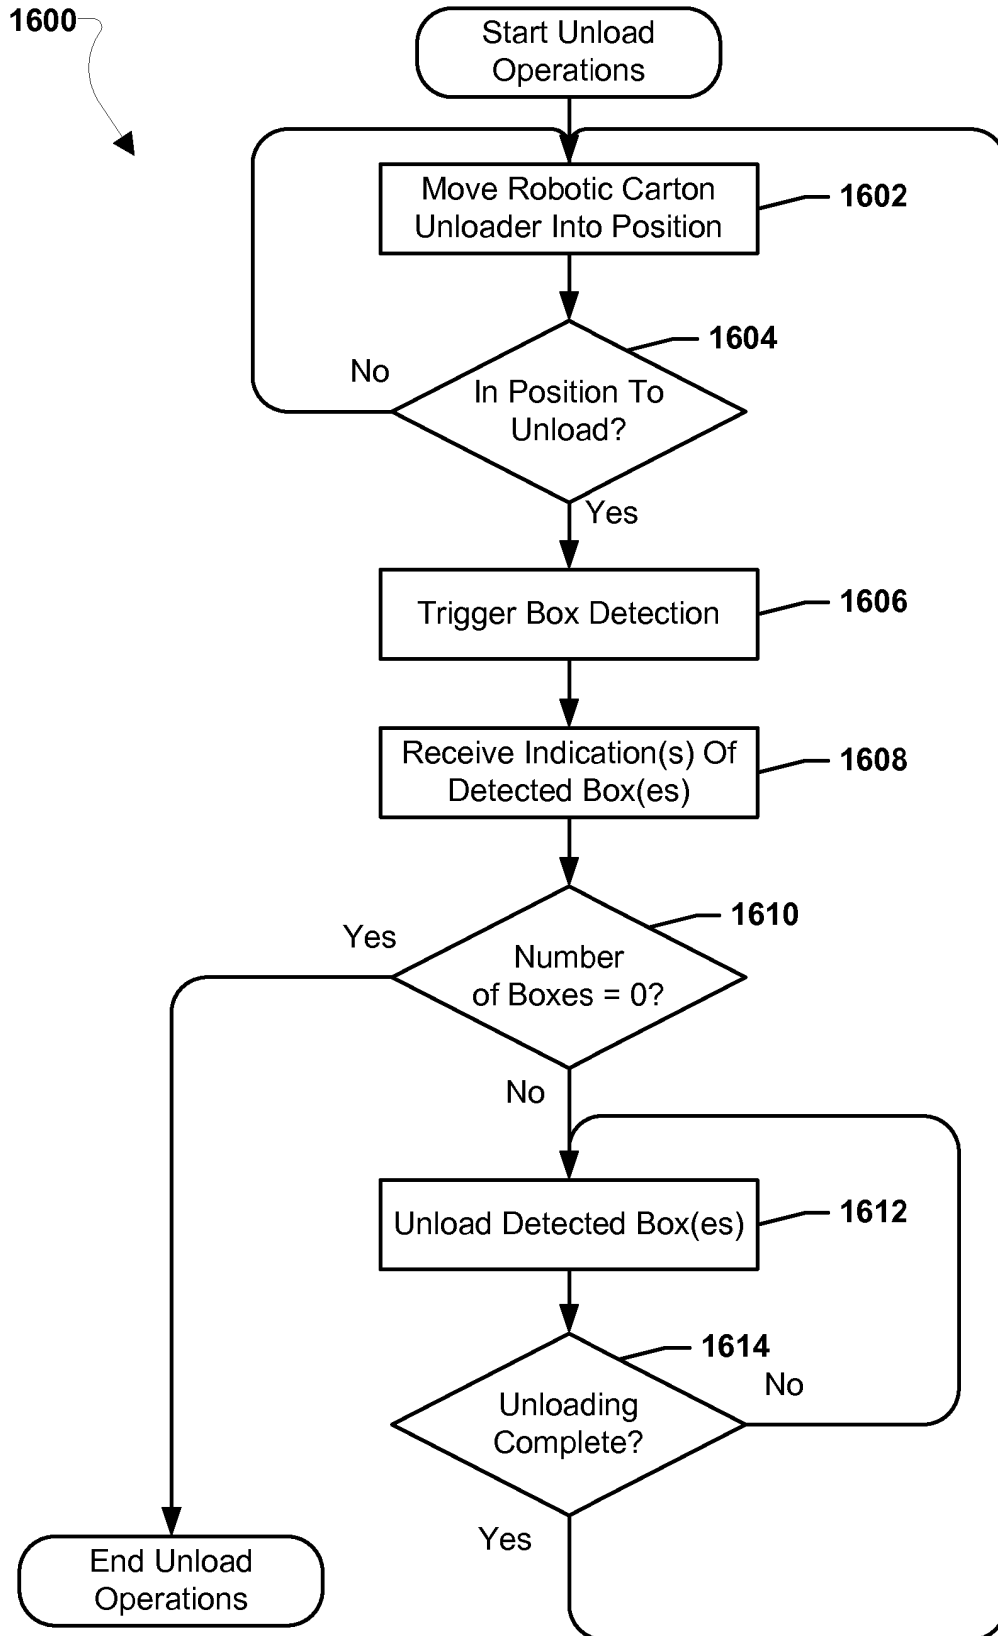 1600
Start Unload
Operations
Move Robotic Carton
Unloader Into Position
1602
1604
No
In Position To
Unload?
Yes
Trigger Box Detection
1606
Receive Indication(s) Of
Detected Box(es)
1608
1610
Yes
Number
of Boxes = 0?
No
Unload Detected Box(es)
1612
1614
No
Unloading
Complete?
Yes
End Unload
Operations